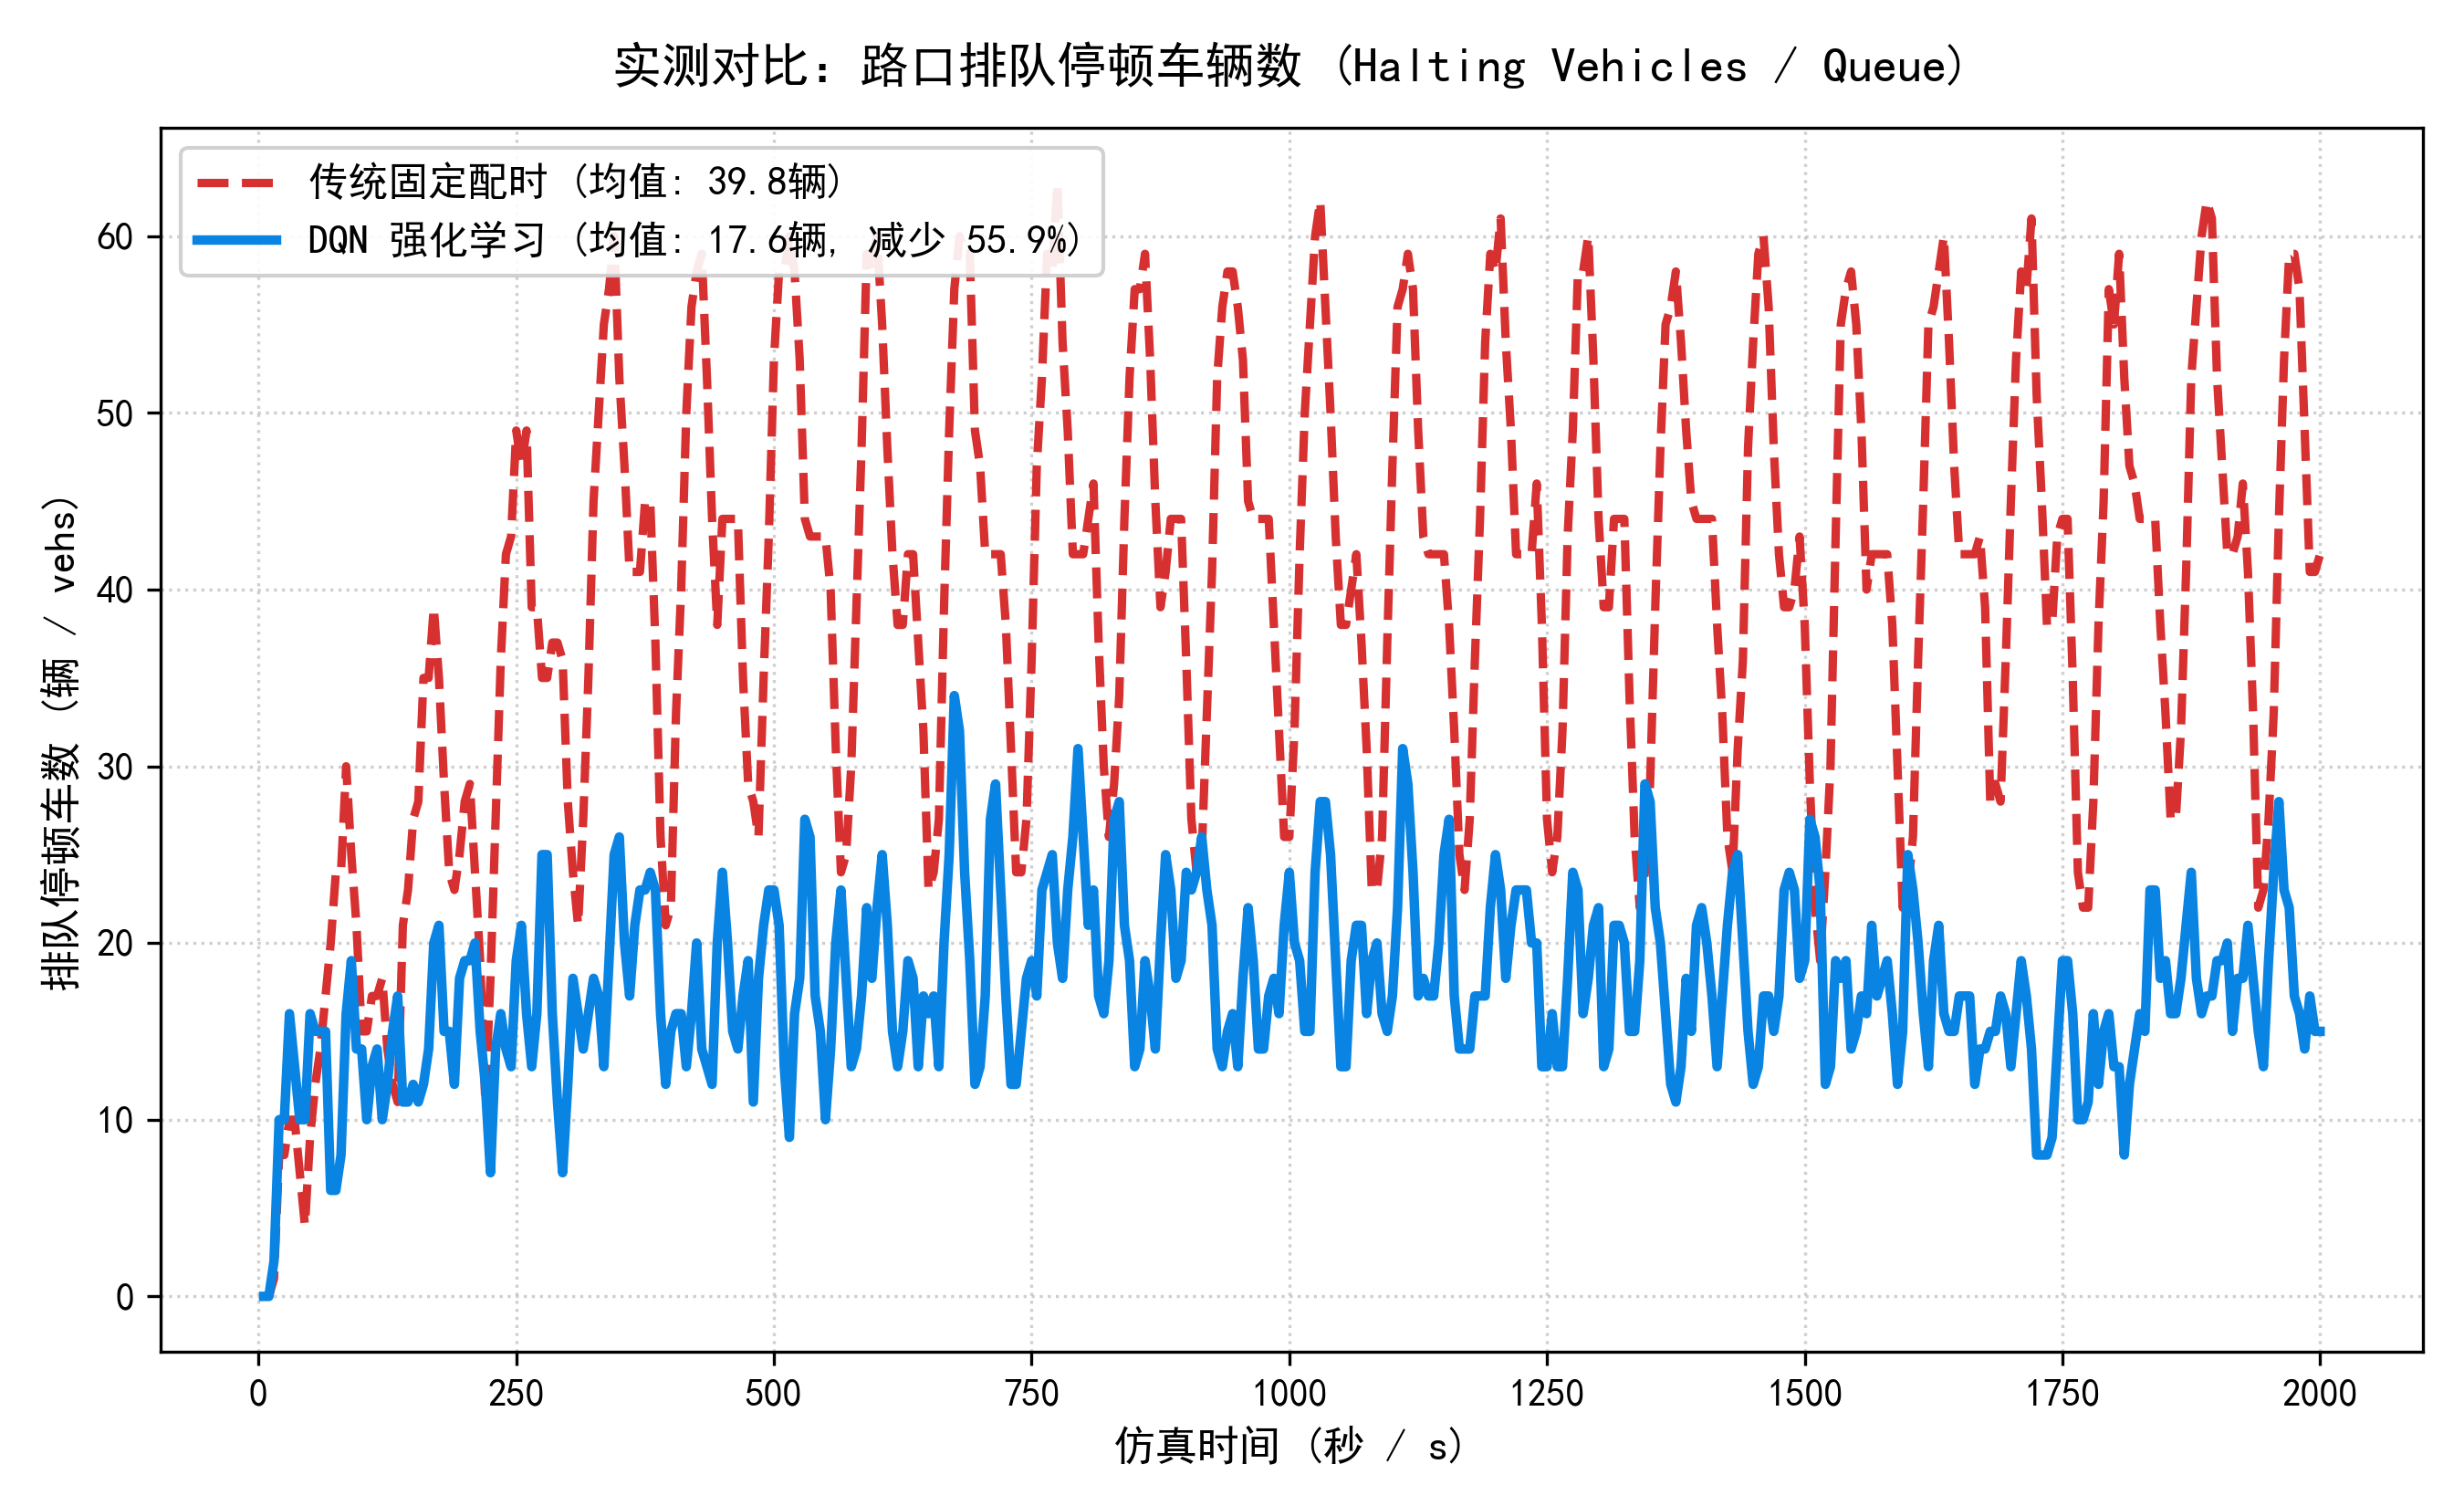 实测对比：路口排队停顿车辆数 (Halting Vehicles / Queue)
传统固定配时 (均值: 39.8辆)
DQN 强化学习 (均值: 17.6辆, 减少 55.9%)
排队停顿车数 (辆 / vehs)
60
50
40
30
20
10
0
0 250 500 750 1000 1250 1500 1750 2000
仿真时间 (秒 / s)